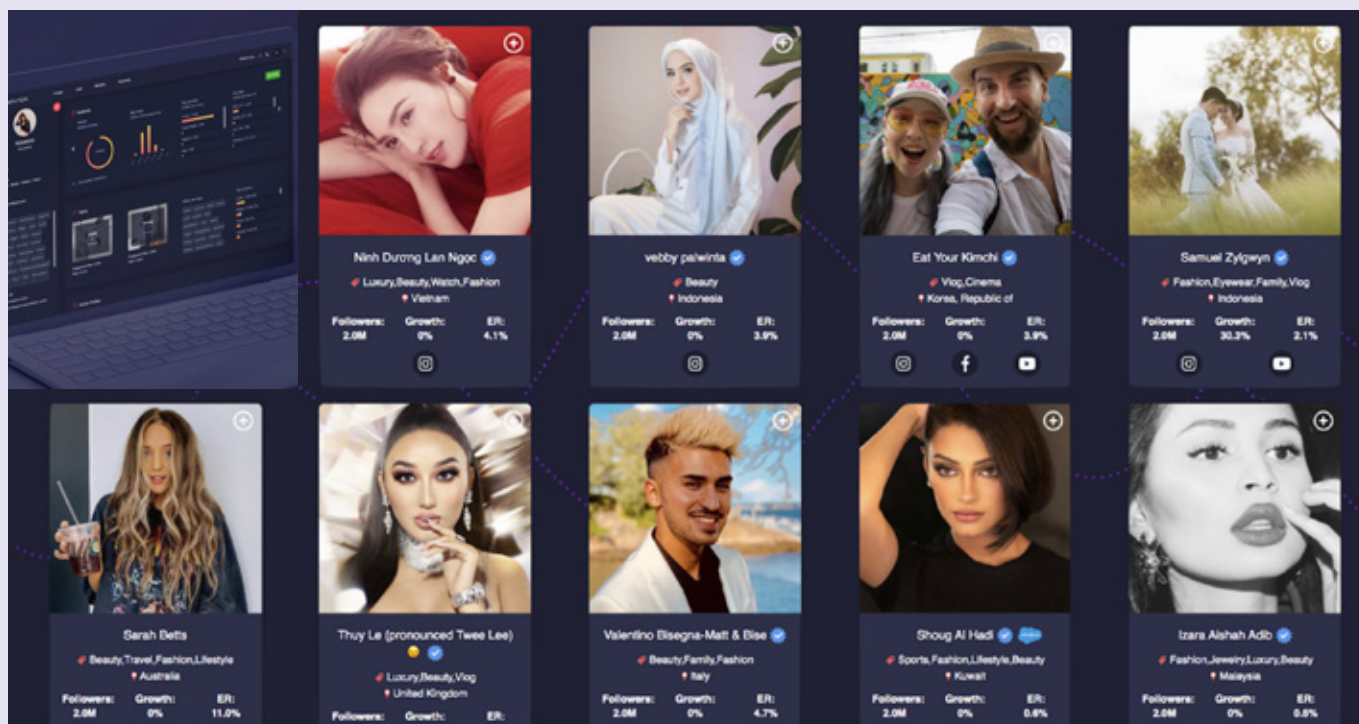 Ninh Dương Lan Ngọc
Luxury,Beauty,Watch,Fashion
Vietnam
Followers: Growth: ER:
2.0M 0% 4.1%
vebby palwinta
Beauty
Indonesia
Followers: Growth: ER:
2.0M 0% 3.9%
Eat Your Kimchi
Vlog,Cinema
Korea, Republic of
Followers: Growth: ER:
2.0M 0% 3.9%
Samuel Zylgwyn
Fashion,Eyewear,Family,Vlog
Indonesia
Followers: Growth: ER:
2.0M 30.3% 2.1%
Sarah Betts
Beauty,Travel,Fashion,Lifestyle
Australia
Followers: Growth: ER:
2.0M 0% 11.0%
Thuy Le (pronounced Twee Lee)
Luxury,Beauty,Vlog
United Kingdom
Followers: Growth: ER:
Valentino Bisegna-Matt & Bise
Beauty,Family,Fashion
Italy
Followers: Growth: ER:
2.0M 0% 4.7%
Shoug Al Hadi
Sports,Fashion,Lifestyle,Beauty
Kuwait
Followers: Growth: ER:
2.0M 0% 0.6%
Izara Aishah Adib
Fashion,Jewelry,Luxury,Beauty
Malaysia
Followers: Growth: ER:
2.0M 0% 0.5%